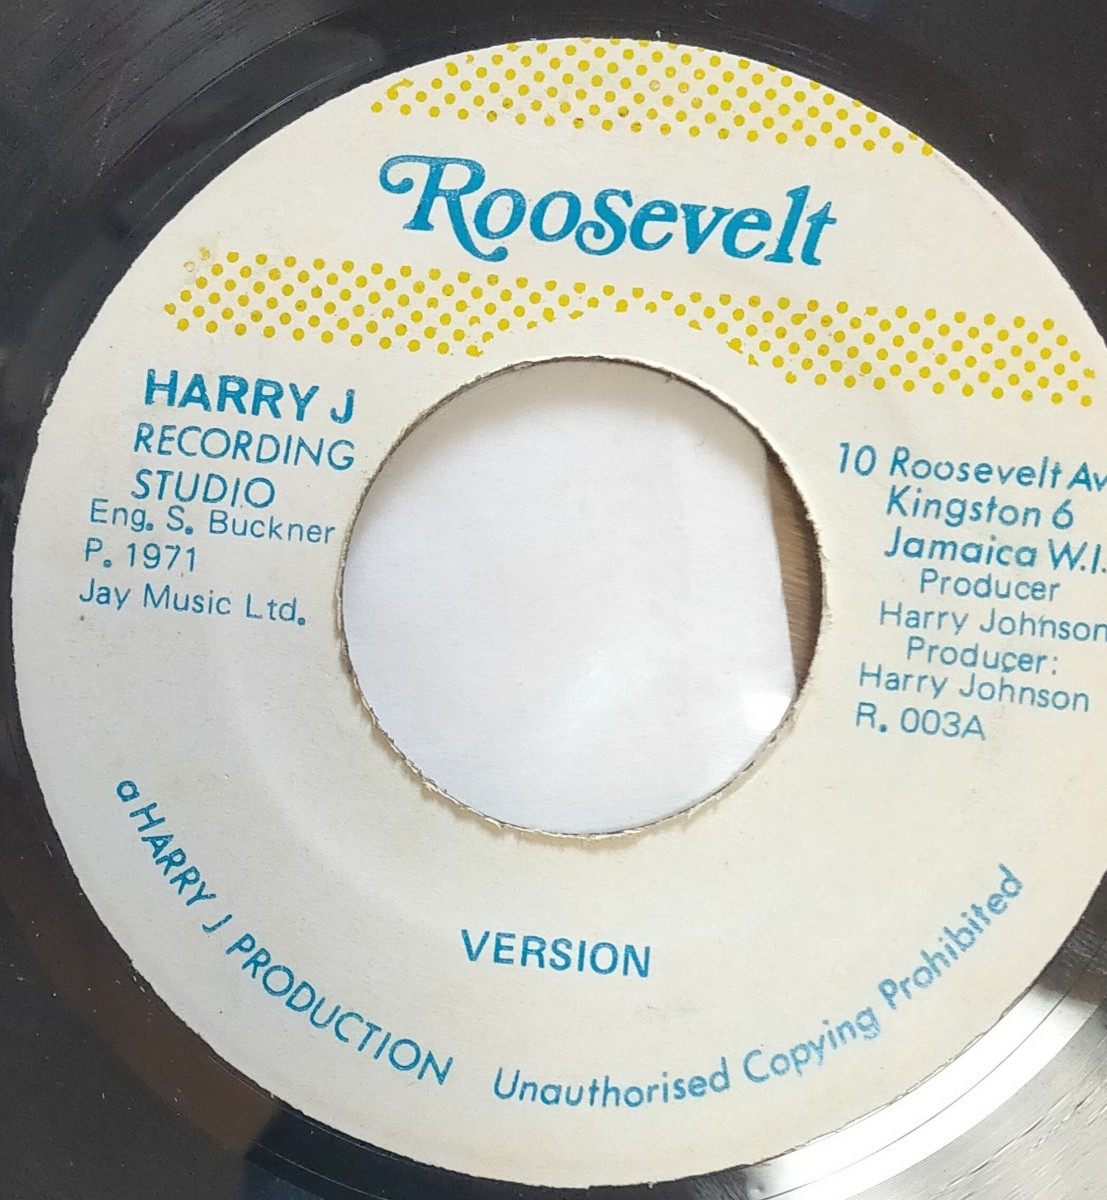 Roosevelt
HARRY J
RECORDING
STUDIO
Eng. S. Buckner
P. 1971
Jay Music Ltd.
10 Roosevelt Av
Kingston 6
Jamaica W.I.
Producer
Harry Johnson
Producer:
Harry Johnson
R. 003A
VERSION
a HARRY J PRODUCTION
Unauthorised Copying Prohibited